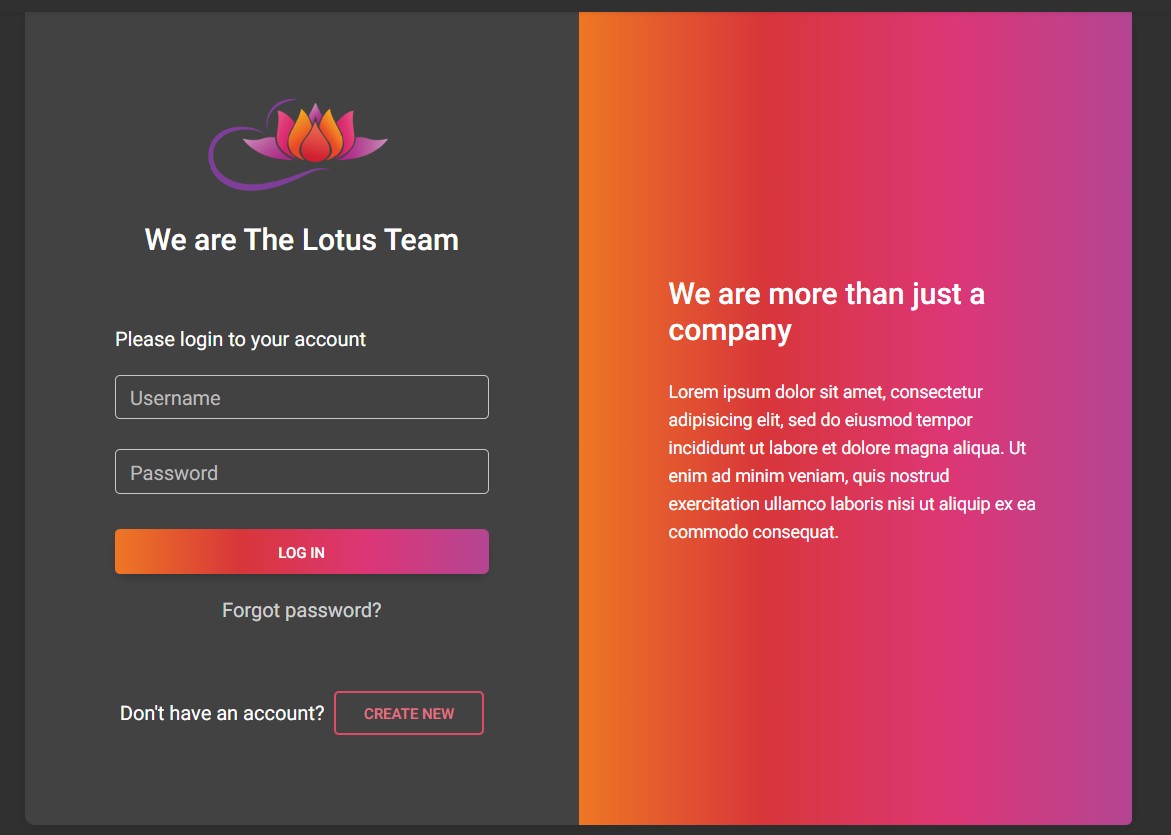 We are The Lotus Team
Please login to your account
Username
Password
LOG IN
Forgot password?
Don't have an account?
CREATE NEW
We are more than just a
company
Lorem ipsum dolor sit amet, consectetur
adipisicing elit, sed do eiusmod tempor
incididunt ut labore et dolore magna aliqua. Ut
enim ad minim veniam, quis nostrud
exercitation ullamco laboris nisi ut aliquip ex ea
commodo consequat.